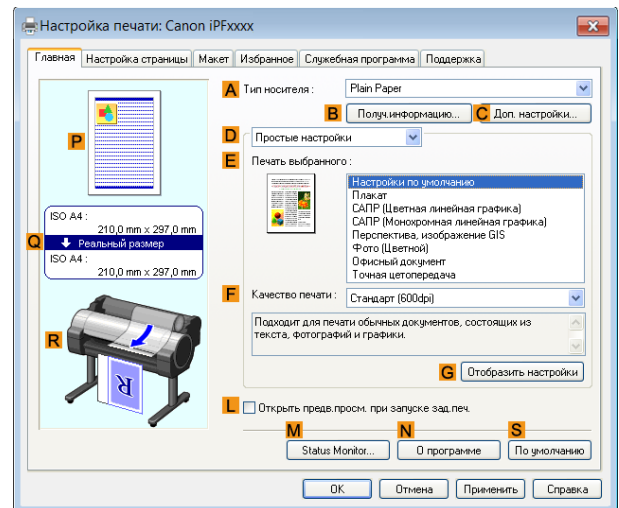 Настройка печати: Canon iPFxxxx
Главная Настройка страницы Макет Избранное Служебная программа Поддержка
A Тип носителя : Plain Paper
B Получ.информацию... C Доп. настройки...
P
D Простые настройки
E Печать выбранного :
Настройки по умолчанию
Плакат
САПР (Цветная линейная графика)
САПР (Монохромная линейная графика)
Перспектива, изображение GIS
Фото (Цветной)
Офисный документ
Точная цетопередача
ISO A4 :
210,0 mm x 297,0 mm
Q Реальный размер
ISO A4 :
210,0 mm x 297,0 mm
F Качество печати : Стандарт (600dpi)
Подходит для печати обычных документов, состоящих из
текста, фотографий и графики.
R
R
G Отобразить настройки
L Открыть предв.просм. при запуске зад.печ.
M N S
Status Monitor... О программе По умолчанию
OK Отмена Применить Справка